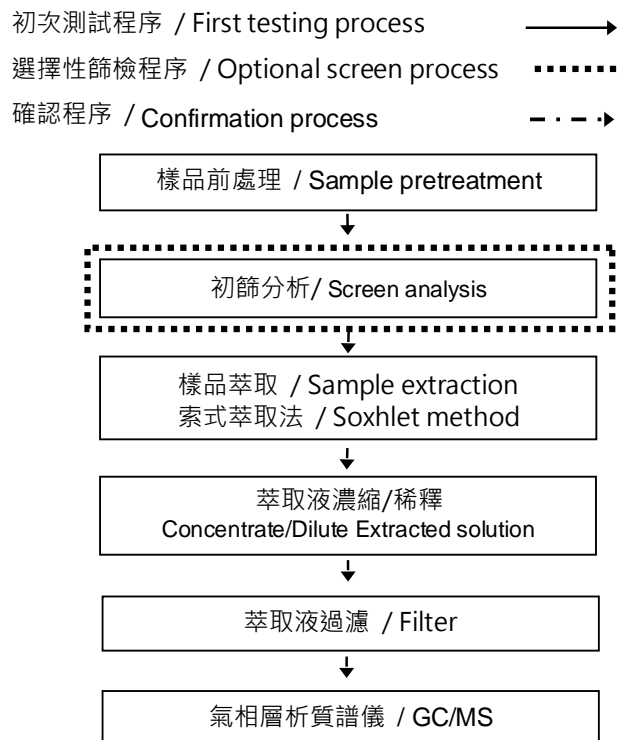 初次測試程序 / First testing process
選擇性篩檢程序 / Optional screen process
確認程序 / Confirmation process
樣品前處理 / Sample pretreatment
初篩分析/ Screen analysis
樣品萃取 / Sample extraction
索式萃取法 / Soxhlet method
萃取液濃縮/稀釋
Concentrate/Dilute Extracted solution
萃取液過濾 / Filter
氣相層析質譜儀 / GC/MS